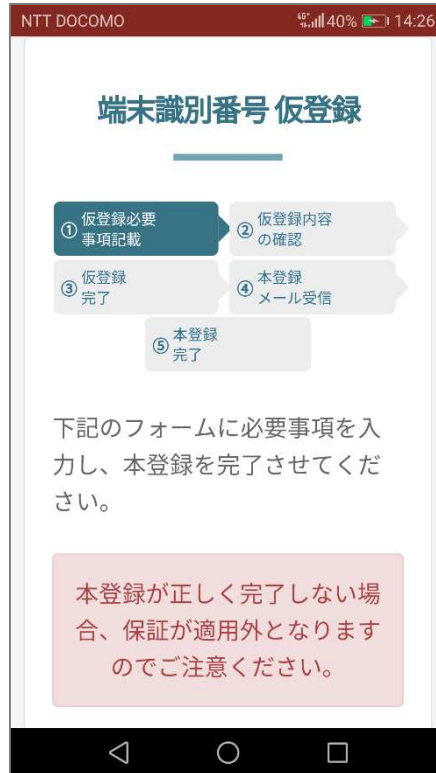 NTT DOCOMO 40% 14:26
端末識別番号 仮登録
① 仮登録必要
事項記載
② 仮登録内容
の確認
③ 仮登録
完了
④ 本登録
メール受信
⑤ 本登録
完了
下記のフォームに必要事項を入
力し、本登録を完了させてくだ
さい。
本登録が正しく完了しない場
合、保証が適用外となります
のでご注意ください。